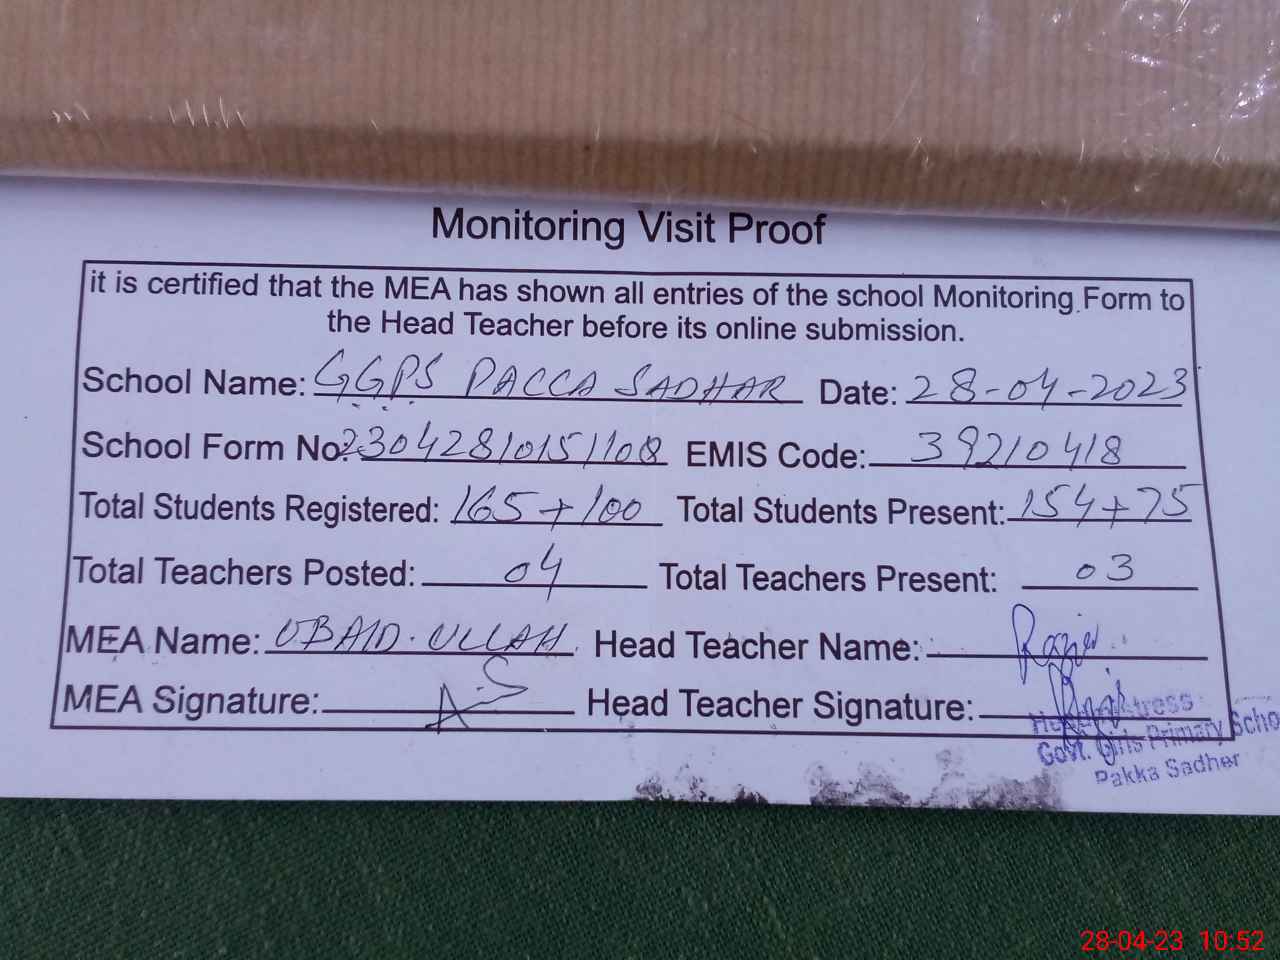 Monitoring Visit Proof
it is certified that the MEA has shown all entries of the school Monitoring Form to
the Head Teacher before its online submission.
School Name: GGPS PACCA SADHAR Date: 28-04-2023
School Form No: 23042810151108 EMIS Code: 39210418
Total Students Registered: 165+100 Total Students Present: 154+75
Total Teachers Posted: 04 Total Teachers Present: 03
MEA Name: UBAID.ULLAH Head Teacher Name:
MEA Signature: Head Teacher Signature:
Headmistress
Govt. Girls Primary Scho
Pakka Sadher
28-04-23 10:52